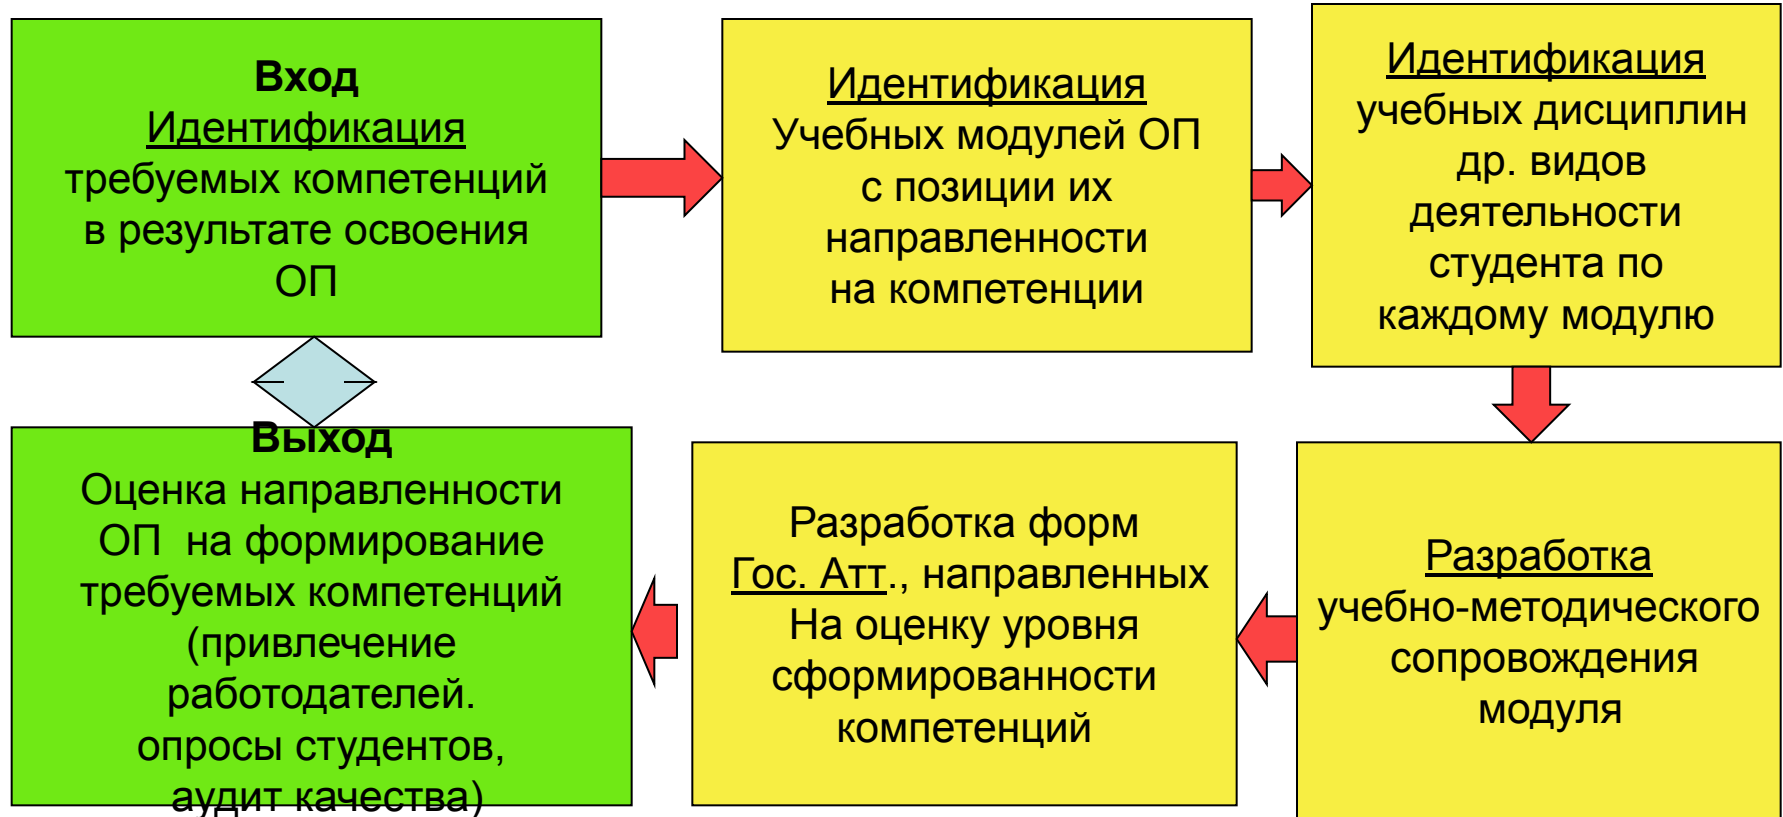 Вход
Идентификация
требуемых компетенций
в результате освоения
ОП
Идентификация
Учебных модулей ОП
с позиции их
направленности
на компетенции
Идентификация
учебных дисциплин
др. видов
деятельности
студента по
каждому модулю
Выход
Оценка направленности
ОП на формирование
требуемых компетенций
(привлечение
работодателей.
опросы студентов,
аудит качества)
Разработка форм
Гос. Атт., направленных
На оценку уровня
сформированности
компетенций
Разработка
учебно-методического
сопровождения
модуля